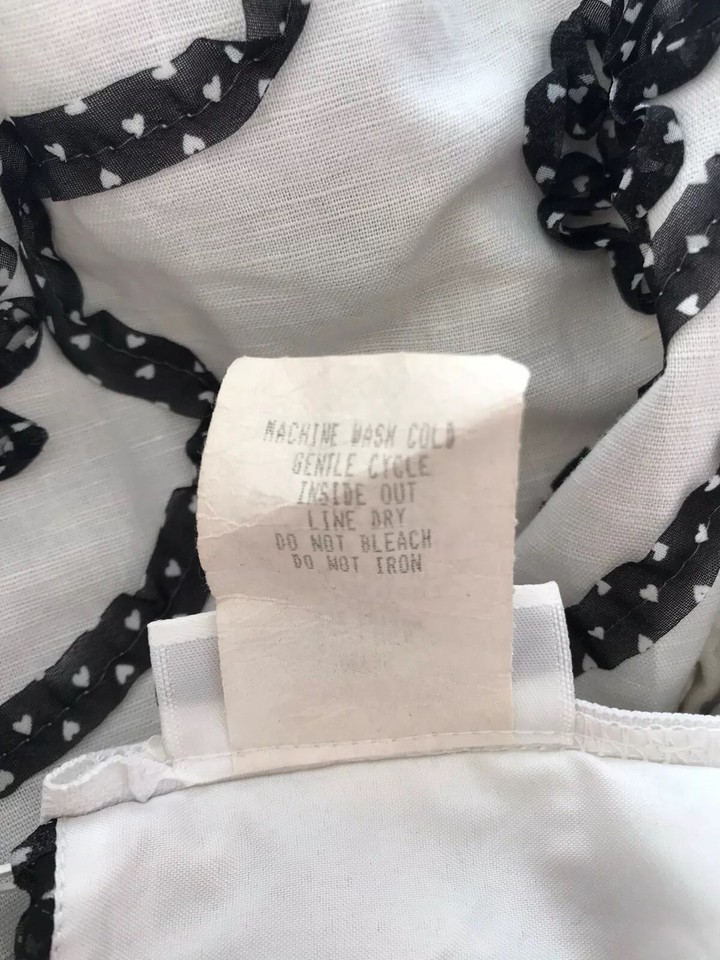 MACHINE WASH COLD
GENTLE CYCLE
INSIDE OUT
LINE DRY
DO NOT BLEACH
DO NOT IRON